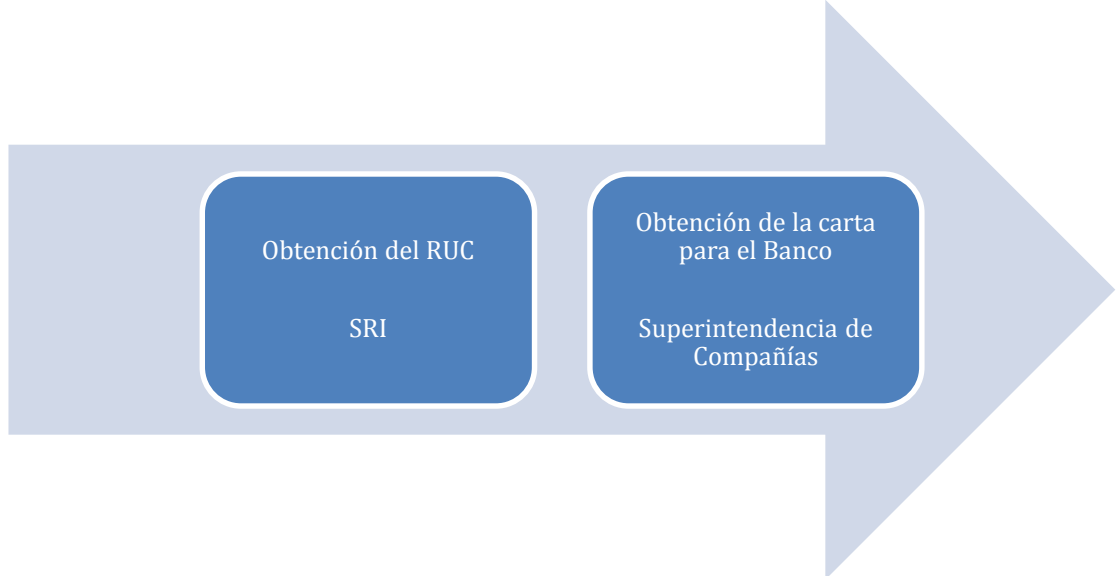 Obtención del RUC
SRI
Obtención de la carta
para el Banco
Superintendencia de
Compañías